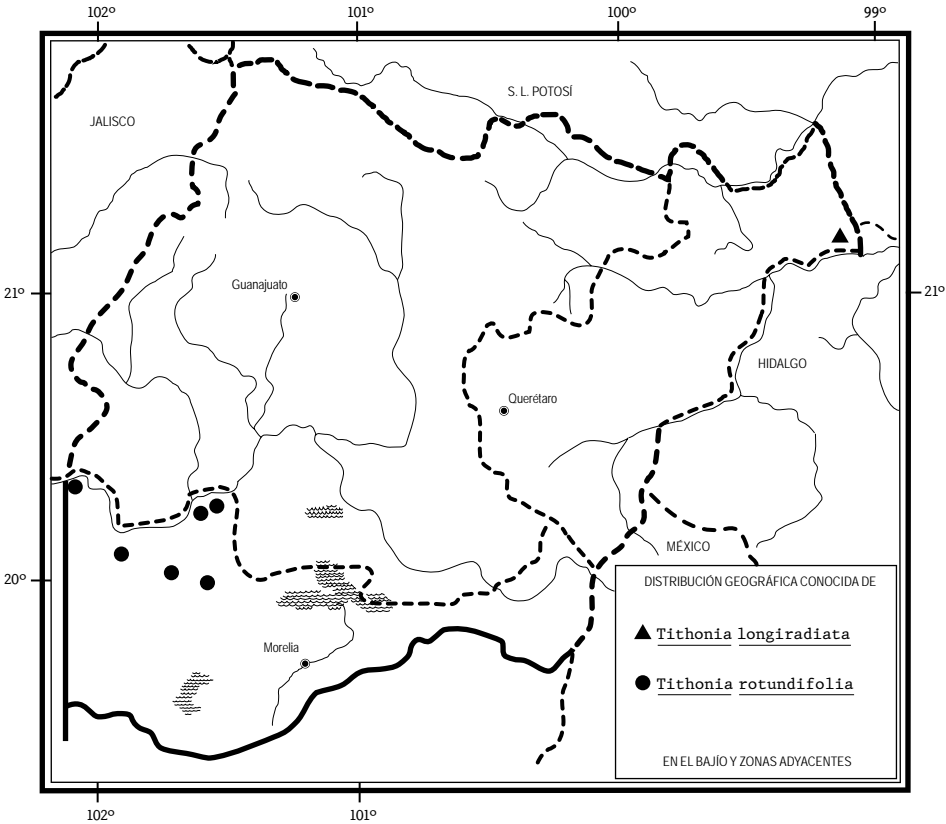 102º 101º 100º 99º
S. L. POTOSÍ
JALISCO
Guanajuato
21º 21º
HIDALGO
Querétaro
MÉXICO
20º
DISTRIBUCIÓN GEOGRÁFICA CONOCIDA DE
Tithonia longiradiata
Morelia
Tithonia rotundifolia
EN EL BAJÍO Y ZONAS ADYACENTES
102º 101º